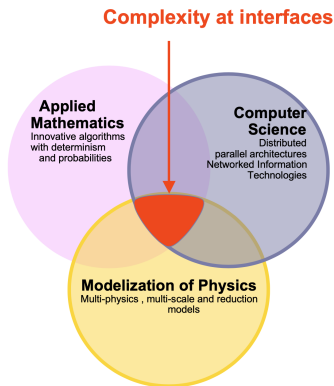 Complexity at interfaces
Applied
Mathematics
Innovative algorithms
with determinism
and probabilities
Computer
Science
Distributed
parallel architectures
Networked Information
Technologies
Modelization of Physics
Multi-physics , multi-scale and reduction
models